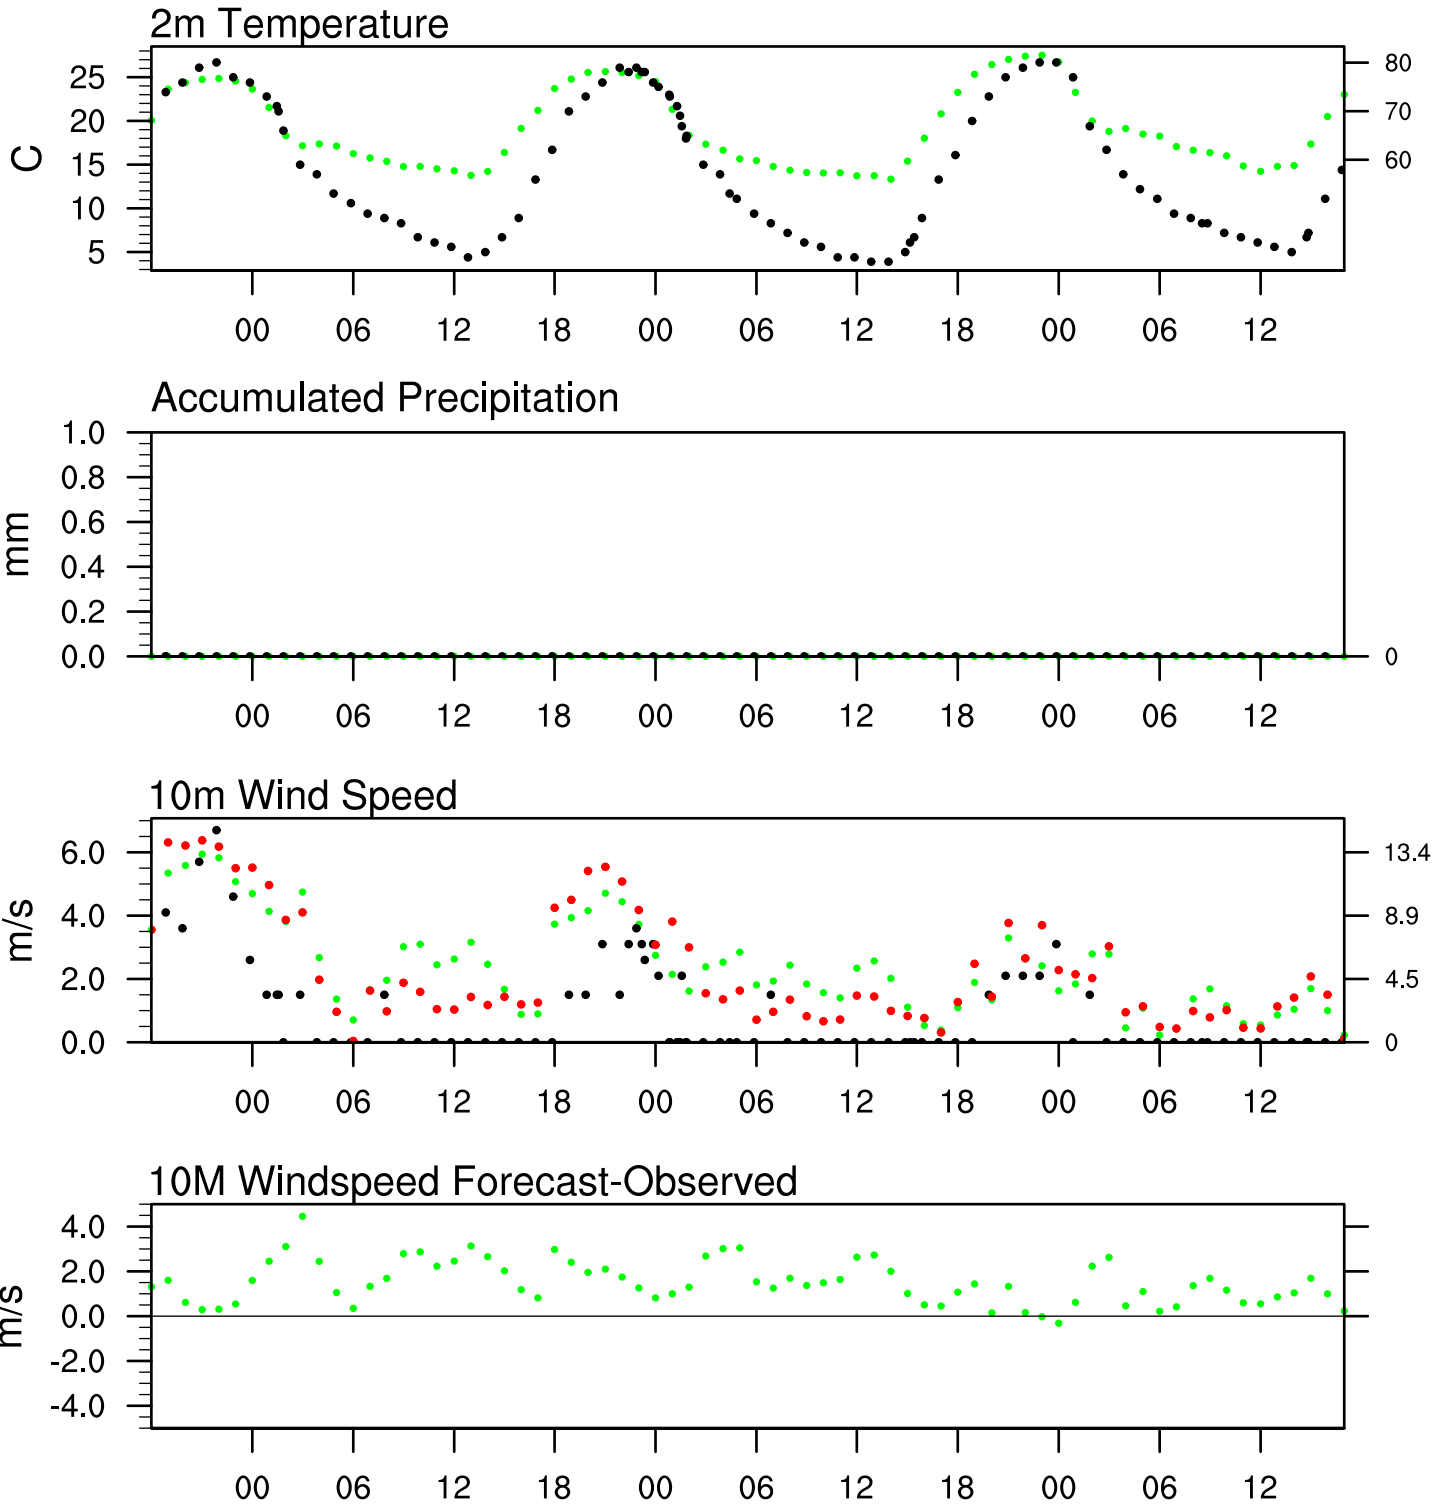 2m Temperature
25
20
15
10
5
C
80
70
60
00 06 12 18 00 06 12 18 00 06 12
Accumulated Precipitation
1.0
0.8
0.6
0.4
0.2
0.0
mm
0
00 06 12 18 00 06 12 18 00 06 12
10m Wind Speed
6.0
4.0
2.0
0.0
m/s
13.4
8.9
4.5
0
00 06 12 18 00 06 12 18 00 06 12
10M Windspeed Forecast-Observed
4.0
2.0
0.0
-2.0
-4.0
m/s
00 06 12 18 00 06 12 18 00 06 12